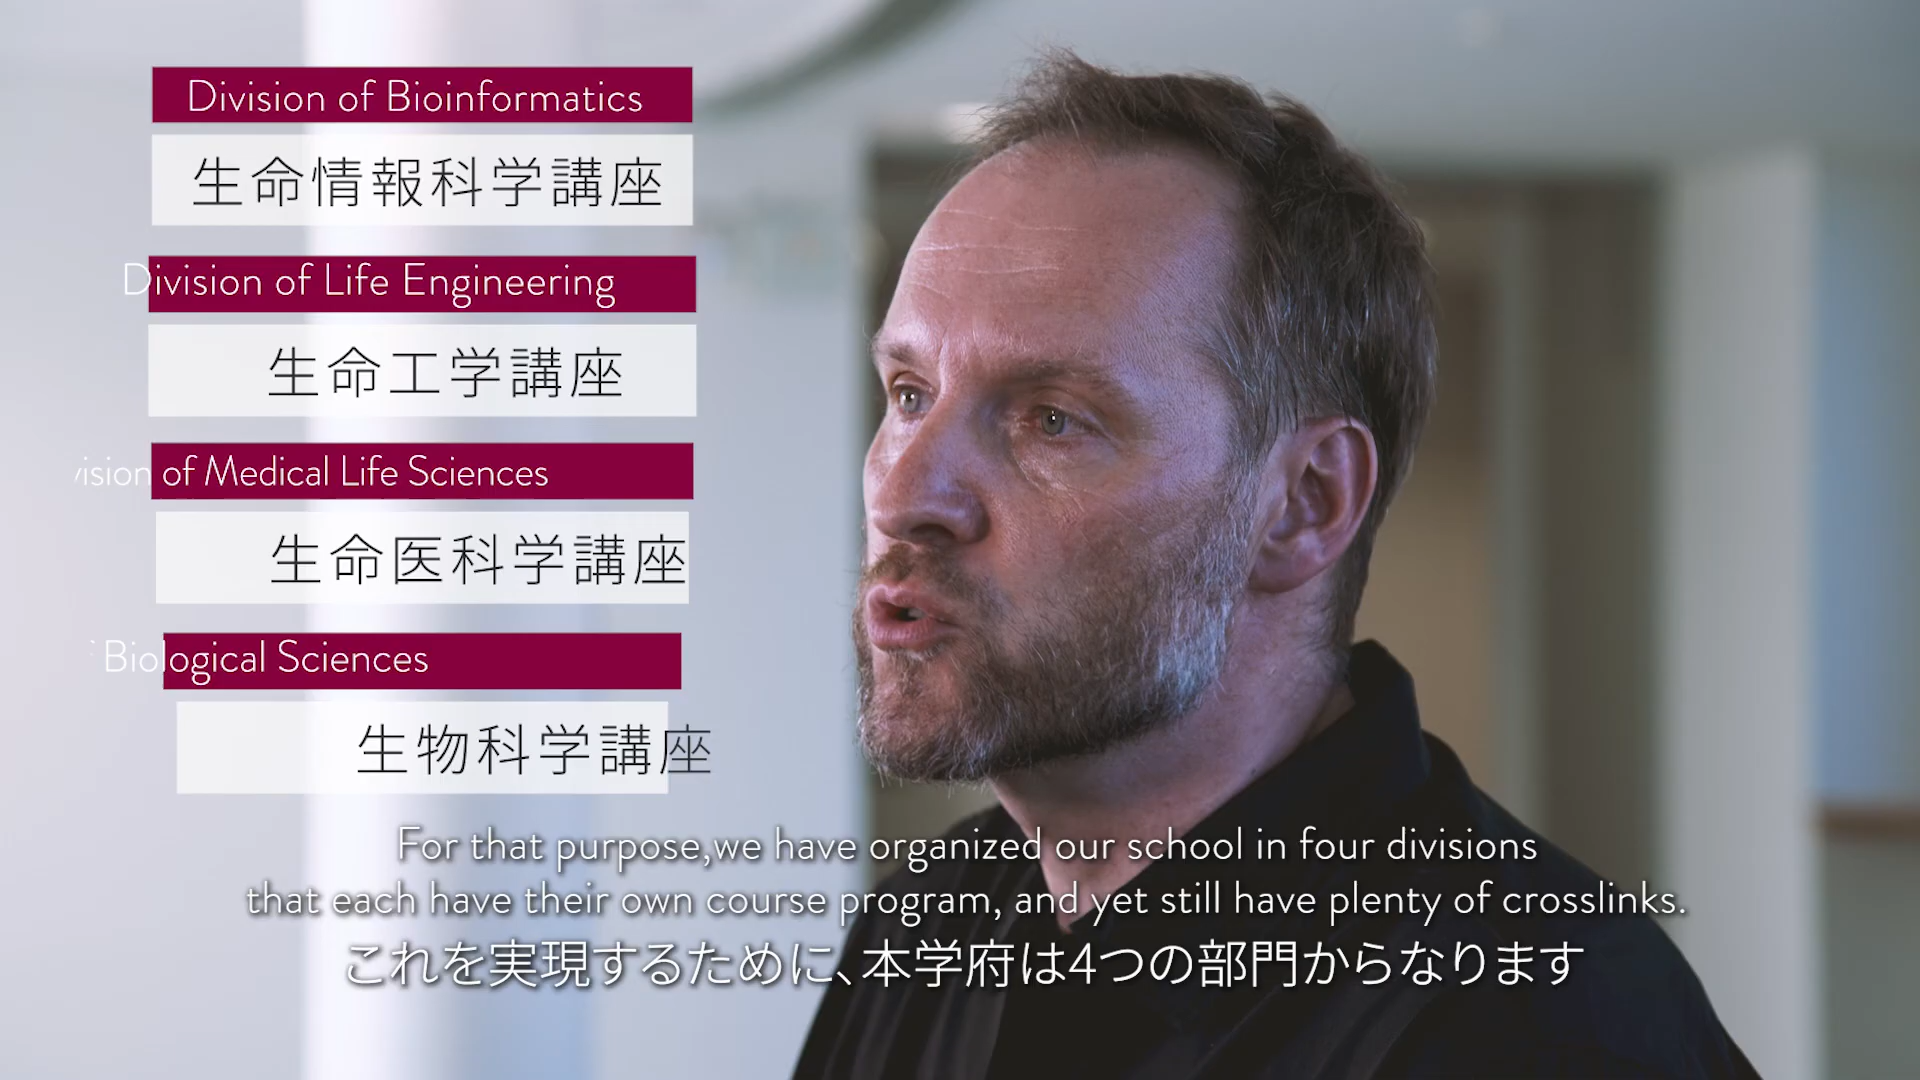 Division of Bioinformatics
生命情報科学講座
Division of Life Engineering
生命工学講座
vision of Medical Life Sciences
生命医科学講座
Biological Sciences
生物科学講座
For that purpose,we have organized our school in four divisions
that each have their own course program, and yet still have plenty of crosslinks.
これを実現するために、本学府は4つの部門からなります